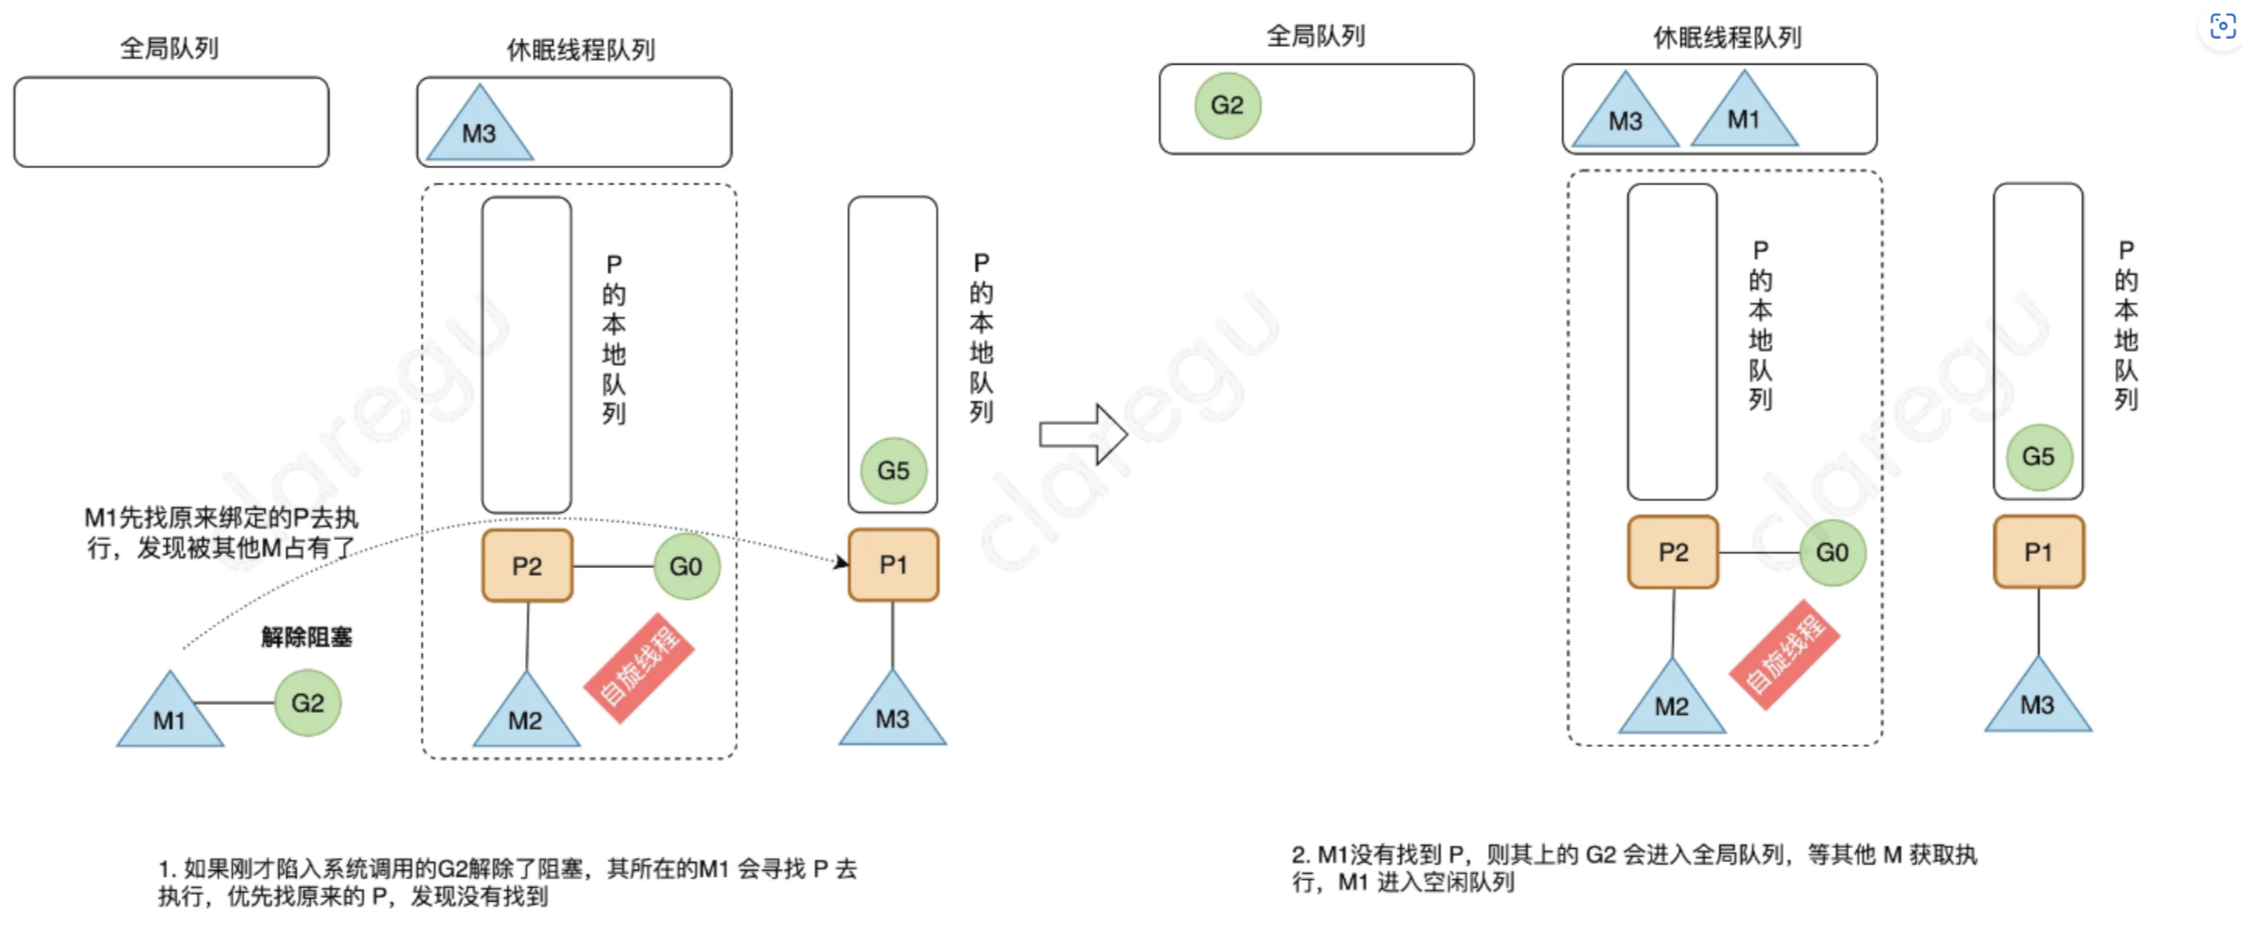 全局队列
休眠线程队列
M3
P的本地队列
P的本地队列
G5
M1先找原来绑定的P去执
行，发现被其他M占有了
P2
G0
P1
解除阻塞
自旋线程
M1
G2
M2
M3
1. 如果刚才陷入系统调用的G2解除了阻塞，其所在的M1 会寻找 P 去
执行，优先找原来的 P，发现没有找到
全局队列
休眠线程队列
G2
M3
M1
P的本地队列
P的本地队列
G5
P2
G0
P1
自旋线程
M2
M3
2. M1没有找到 P，则其上的 G2 会进入全局队列，等其他 M 获取执
行，M1 进入空闲队列
claregu
claregu
claregu